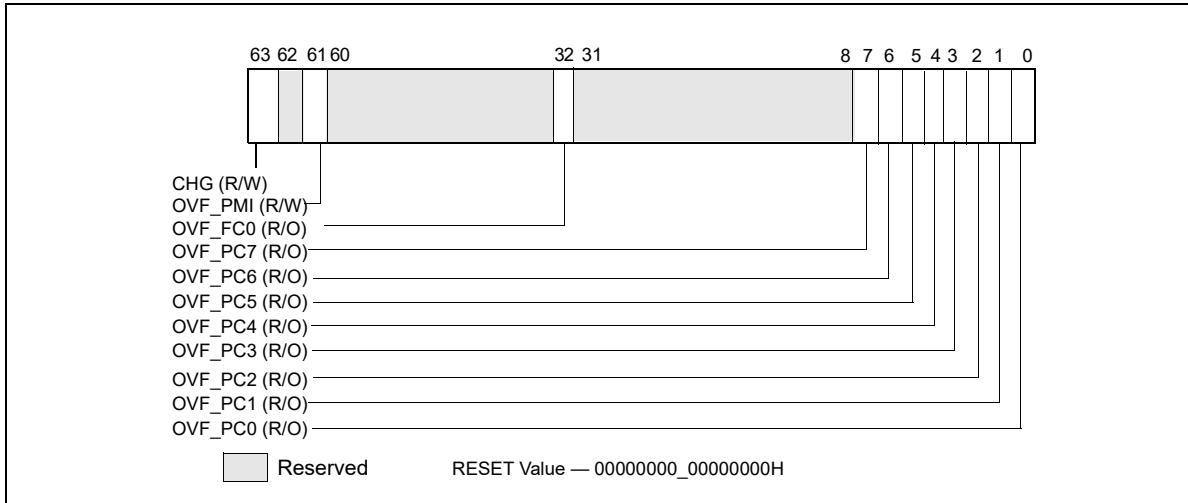 63 62 61 60 32 31 8 7 6 5 4 3 2 1 0
CHG (R/W)
OVF_PMI (R/W)
OVF_FC0 (R/O)
OVF_PC7 (R/O)
OVF_PC6 (R/O)
OVF_PC5 (R/O)
OVF_PC4 (R/O)
OVF_PC3 (R/O)
OVF_PC2 (R/O)
OVF_PC1 (R/O)
OVF_PC0 (R/O)
Reserved RESET Value — 00000000_00000000H